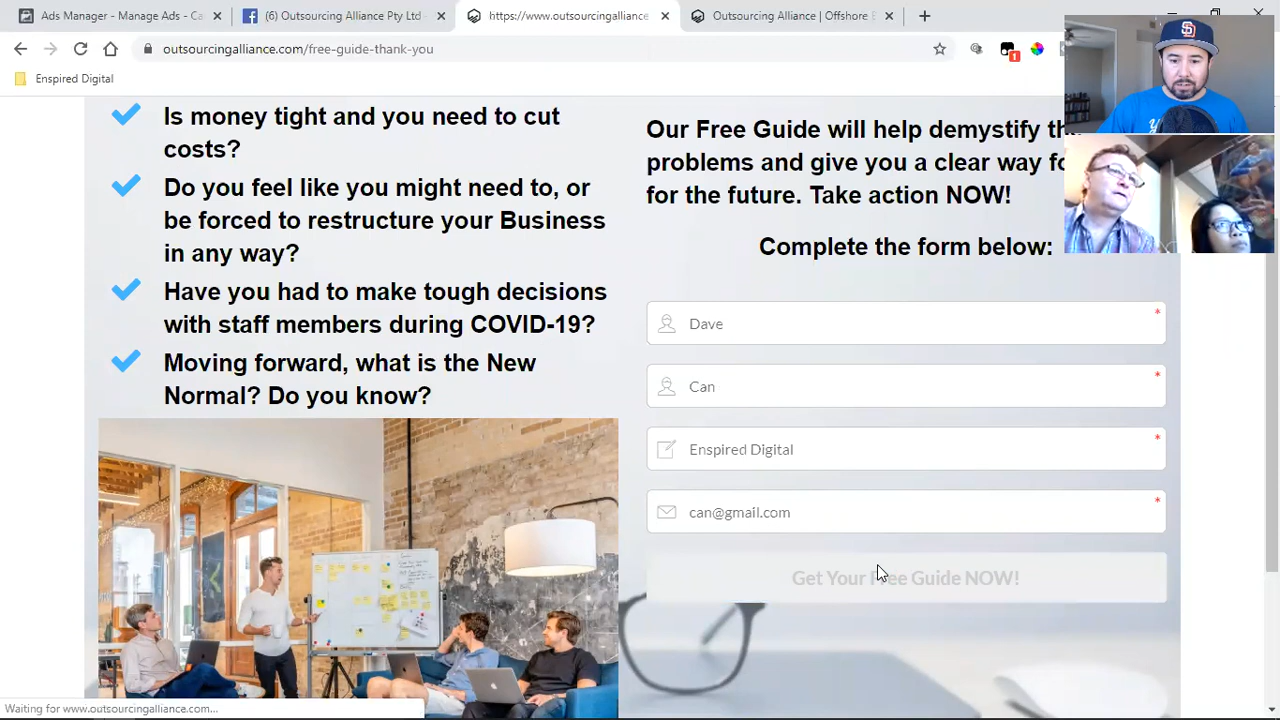 Ads Manager - Manage Ads - Ca
(6) Outsourcing Alliance Pty Ltd -
https://www.outsourcingalliance
Outsourcing Alliance | Offshore
outsourcingalliance.com/free-guide-thank-you
1
Enspired Digital
Is money tight and you need to cut
costs?
Do you feel like you might need to, or
be forced to restructure your Business
in any way?
Have you had to make tough decisions
with staff members during COVID-19?
Moving forward, what is the New
Normal? Do you know?
Our Free Guide will help demystify
problems and give you a clear way
for the future. Take action NOW!
Complete the form below:
Dave *
Can *
Enspired Digital *
can@gmail.com *
Get Your Free Guide NOW!
Waiting for www.outsourcingalliance.com...